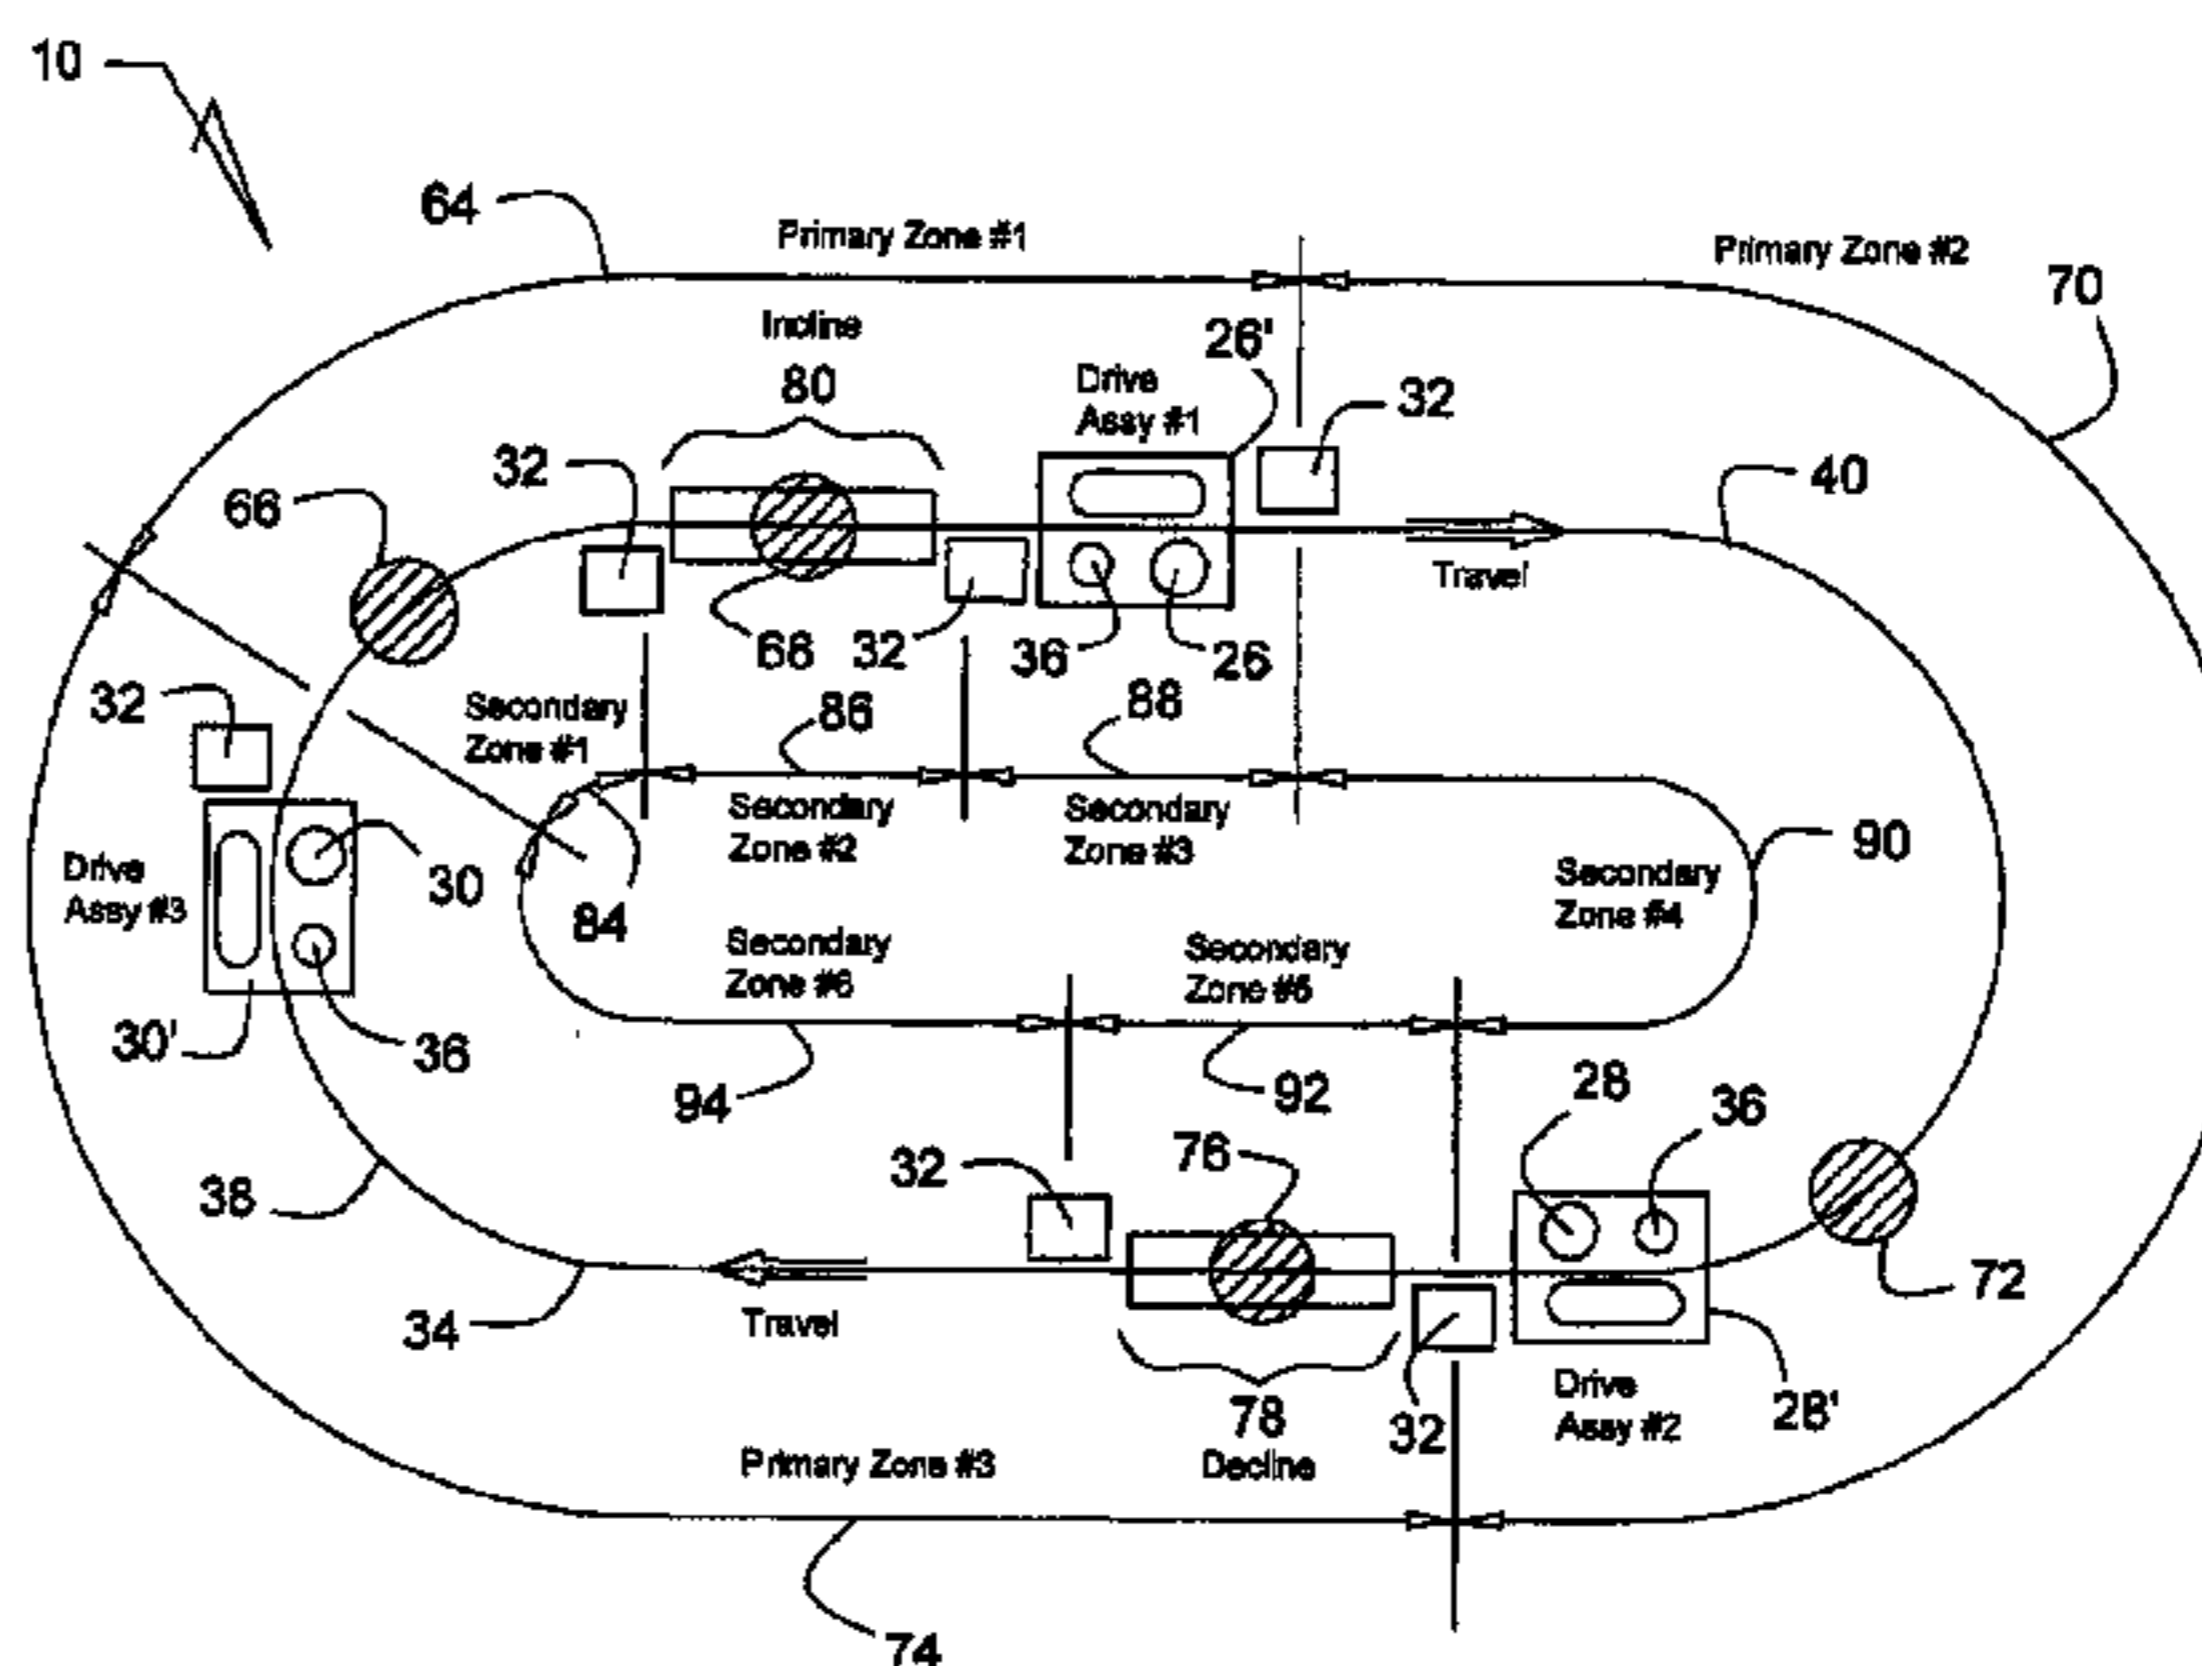 10
64
Primary Zone #1
Primary Zone #2
70
Incline
80
26'
Drive
Assy #1
32
40
32
66
Travel
68
32
36
26
32
Secondary
Zone #1
86
88
Secondary
Zone #2
Secondary
Zone #3
90
Drive
Assy #3
30
84
Secondary
Zone #4
Secondary
Zone #6
Secondary
Zone #5
30'
36
94
92
28
36
38
32
76
72
34
Travel
78
Decline
32
Drive
Assy #2
28'
Primary Zone #3
74